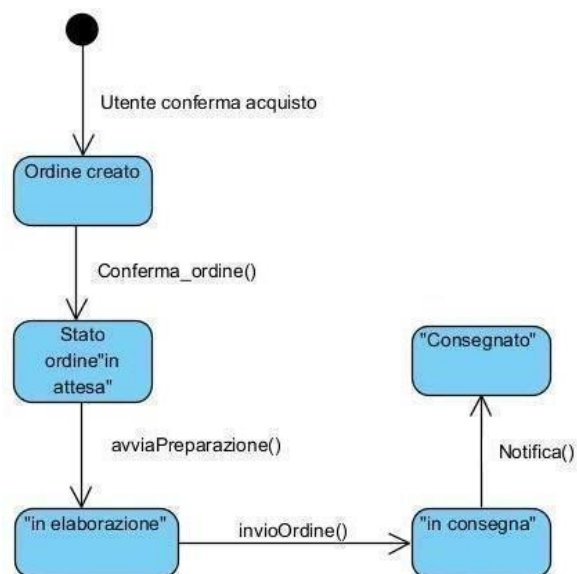 Utente conferma acquisto
Ordine creato
Conferma_ordine()
Stato
ordine"in
attesa"
"Consegnato"
avviaPreparazione()
Notifica()
"in elaborazione"
invioOrdine()
"in consegna"